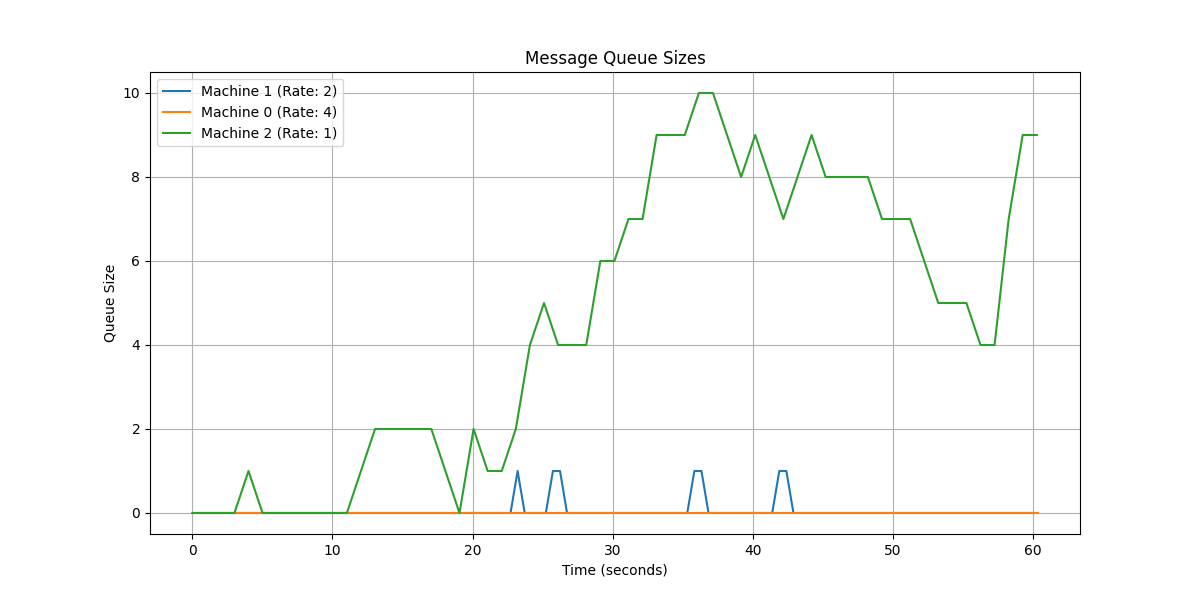 Message Queue Sizes
Machine 1 (Rate: 2)
Machine 0 (Rate: 4)
Machine 2 (Rate: 1)
Queue Size
10
8
6
4
2
0
0 10 20 30 40 50 60
Time (seconds)